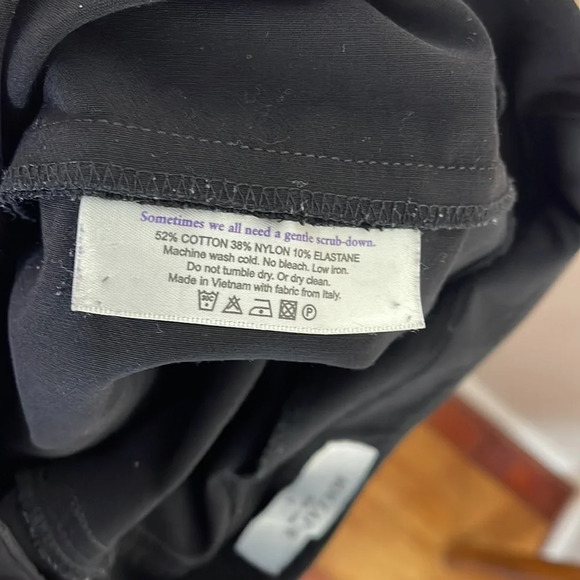 Sometimes we all need a gentle scrub-down.
52% COTTON 38% NYLON 10% ELASTANE
Machine wash cold. No bleach. Low iron.
Do not tumble dry. Or dry clean.
Made in Vietnam with fabric from Italy.
30C P